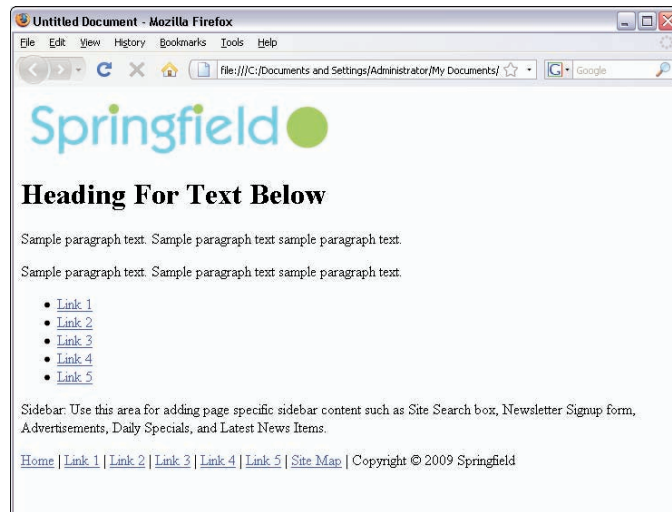 Untitled Document - Mozilla Firefox
File Edit View History Bookmarks Tools Help
file:///C:/Documents and Settings/Administrator/My Documents/ G Google
Springfield
Heading For Text Below
Sample paragraph text. Sample paragraph text sample paragraph text.
Sample paragraph text. Sample paragraph text sample paragraph text.
• Link 1
• Link 2
• Link 3
• Link 4
• Link 5
Sidebar: Use this area for adding page specific sidebar content such as Site Search box, Newsletter Signup form,
Advertisements, Daily Specials, and Latest News Items.
Home | Link 1 | Link 2 | Link 3 | Link 4 | Link 5 | Site Map | Copyright © 2009 Springfield